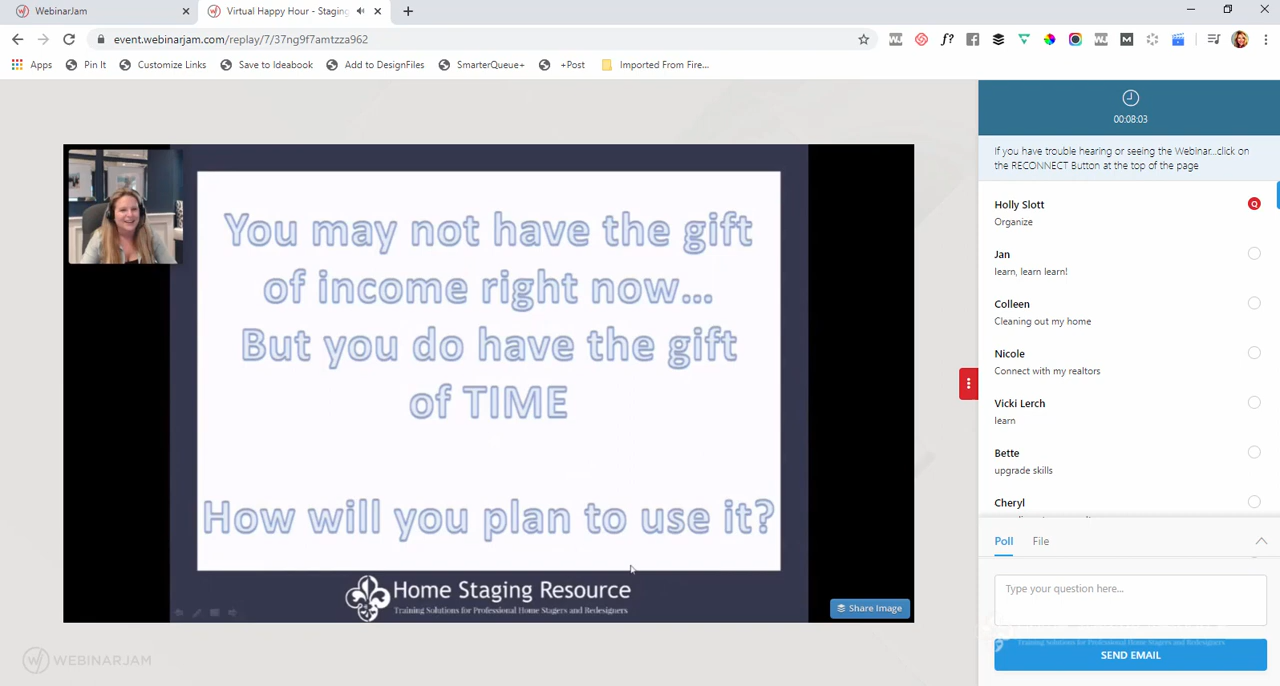 WebinarJam
Virtual Happy Hour - Staging
event.webinarjam.com/replay/7/37ng9f7amtzza962
Apps
Pin It
Customize Links
Save to Ideabook
Add to DesignFiles
SmarterQueue+
+Post
Imported From Fire...
You may not have the gift
of income right now...
But you do have the gift
of TIME
How will you plan to use it?
Home Staging Resource
Training Solutions for Professional Home Stagers and Redesigners
Share Image
WEBINARJAM
00:08:03
If you have trouble hearing or seeing the Webinar...click on
the RECONNECT Button at the top of the page
Holly Slott
Q
Organize
Jan
learn, learn learn!
Colleen
Cleaning out my home
Nicole
Connect with my realtors
Vicki Lerch
learn
Bette
upgrade skills
Cheryl
Poll
File
Type your question here...
SEND EMAIL